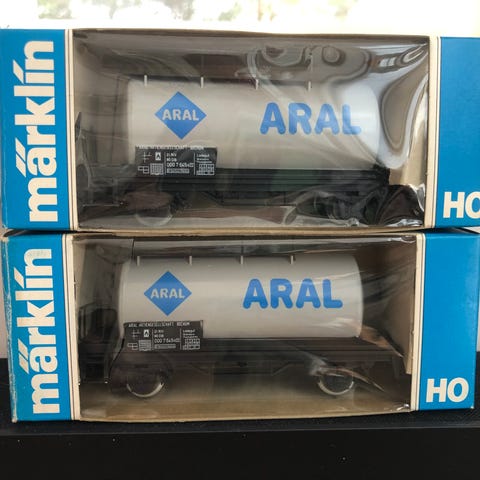 märklin
ARAL
ARAL
HO
märklin
ARAL
ARAL
ARAL AKTIENGESELLSCHAFT BOCHUM
HO